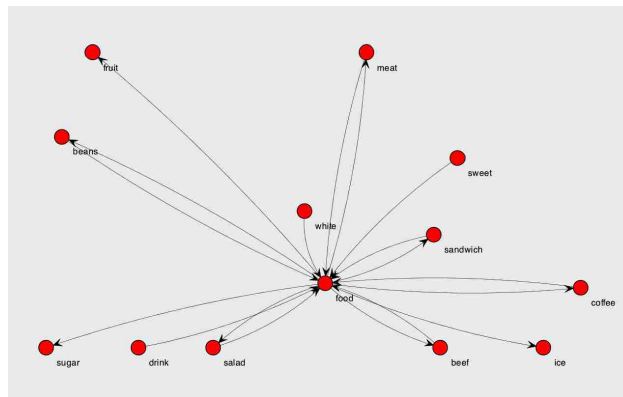 fruit
meat
beans
sweet
white
sandwich
food
coffee
sugar
drink
salad
beef
ice